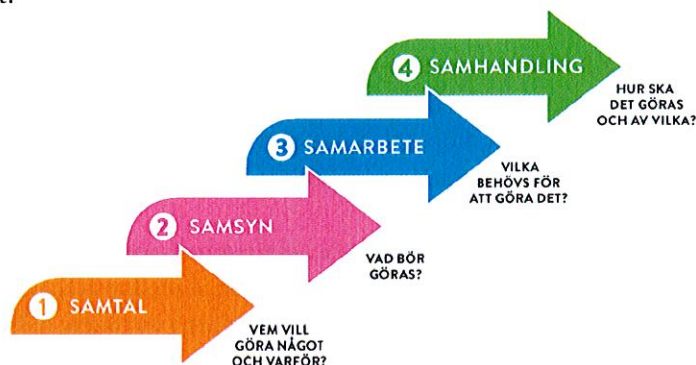 4 SAMHANDLING
HUR SKA
DET GÖRAS
OCH AV VILKA?
3 SAMARBETE
VILKA
BEHÖVS FÖR
ATT GÖRA DET?
2 SAMSYN
VAD BÖR
GÖRAS?
1 SAMTAL
VEM VILL
GÖRA NÅGOT
OCH VARFÖR?